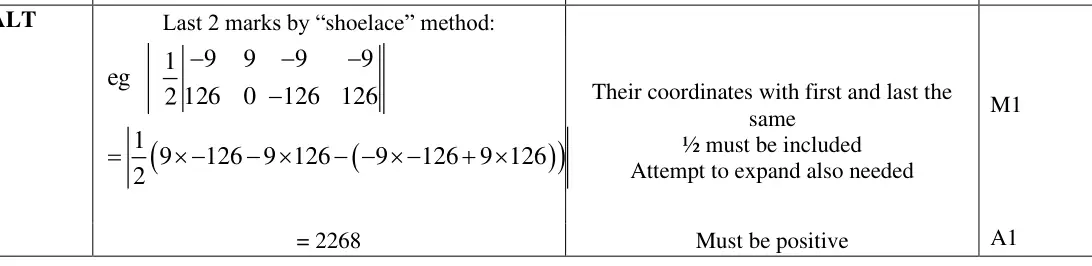 ALT Last 2 marks by “shoelace” method:
eg | 1/2 | −9 9 −9 −9
126 0 −126 126 ||
Their coordinates with first and last the same
½ must be included
Attempt to expand also needed
M1
= | 1/2 (9×−126−9×126−(−9×−126+9×126)) |
= 2268 Must be positive A1